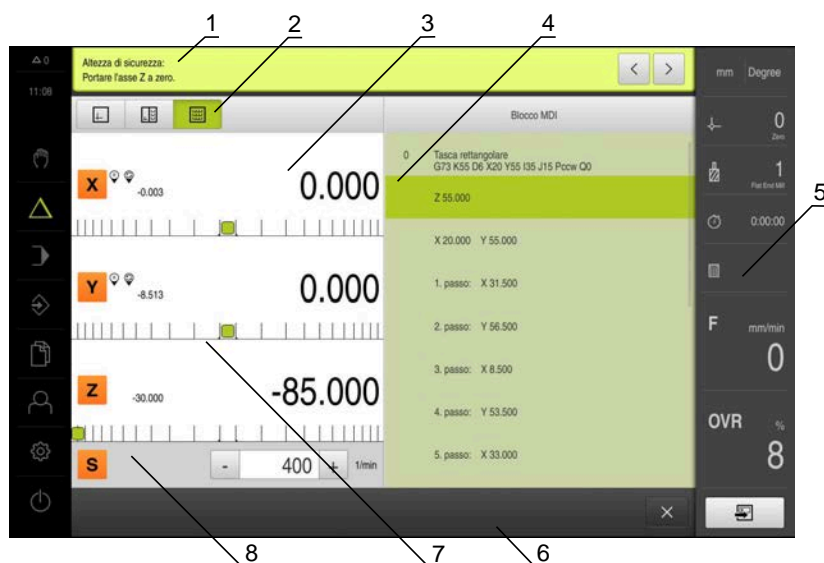 1
2
3
4
△ 0
11:08
Altezza di sicurezza:
Portare l'asse Z a zero.
< >
mm Degree
Blocco MDI
0
Zero
1
Flat End Mill
0:00:00
5
F mm/min
0
OVR %
8
X -0.003 0.000
Y -8.513 0.000
Z -30.000 -85.000
S - 400 + 1/min
0 Tasca rettangolare
G73 K55 D6 X20 Y55 I35 J15 Pccw Q0
Z 55.000
X 20.000 Y 55.000
1. passo: X 31.500
2. passo: Y 56.500
3. passo: X 8.500
4. passo: Y 53.500
5. passo: X 33.000
8
7
6